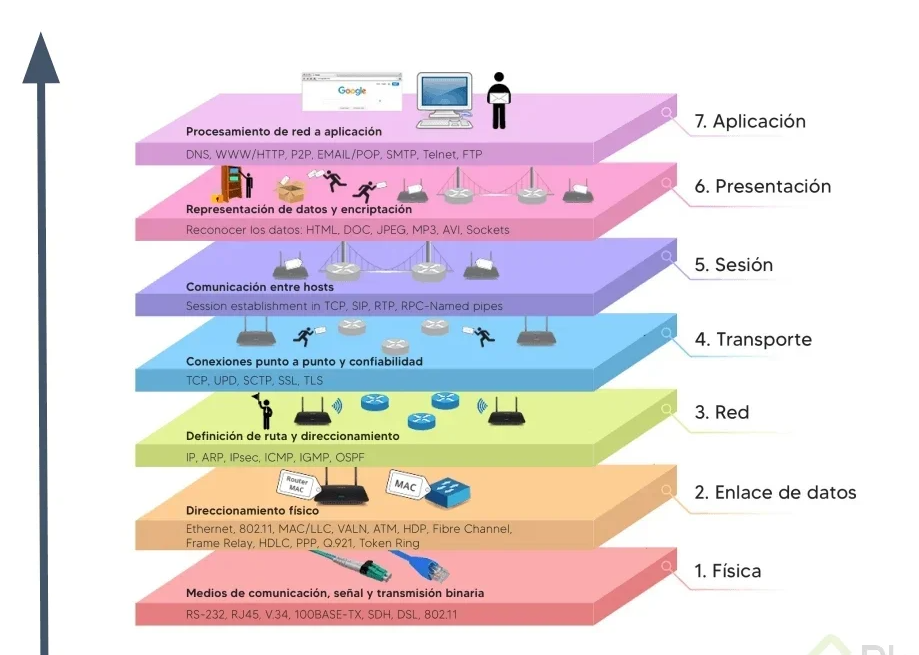 Google
Procesamiento de red a aplicación
DNS, WWW/HTTP, P2P, EMAIL/POP, SMTP, Telnet, FTP
7. Aplicación
Representación de datos y encriptación
Reconocer los datos: HTML, DOC, JPEG, MP3, AVI, Sockets
6. Presentación
Comunicación entre hosts
Session establishment in TCP, SIP, RTP, RPC-Named pipes
5. Sesión
Conexiones punto a punto y confiabilidad
TCP, UPD, SCTP, SSL, TLS
4. Transporte
Definición de ruta y direccionamiento
IP, ARP, IPsec, ICMP, IGMP, OSPF
3. Red
Router
MAC
MAC
Direccionamiento físico
Ethernet, 802.11, MAC/LLC, VALN, ATM, HDP, Fibre Channel,
Frame Relay, HDLC, PPP, Q.921, Token Ring
2. Enlace de datos
Medios de comunicación, señal y transmisión binaria
RS-232, RJ45, V.34, 100BASE-TX, SDH, DSL, 802.11
1. Física